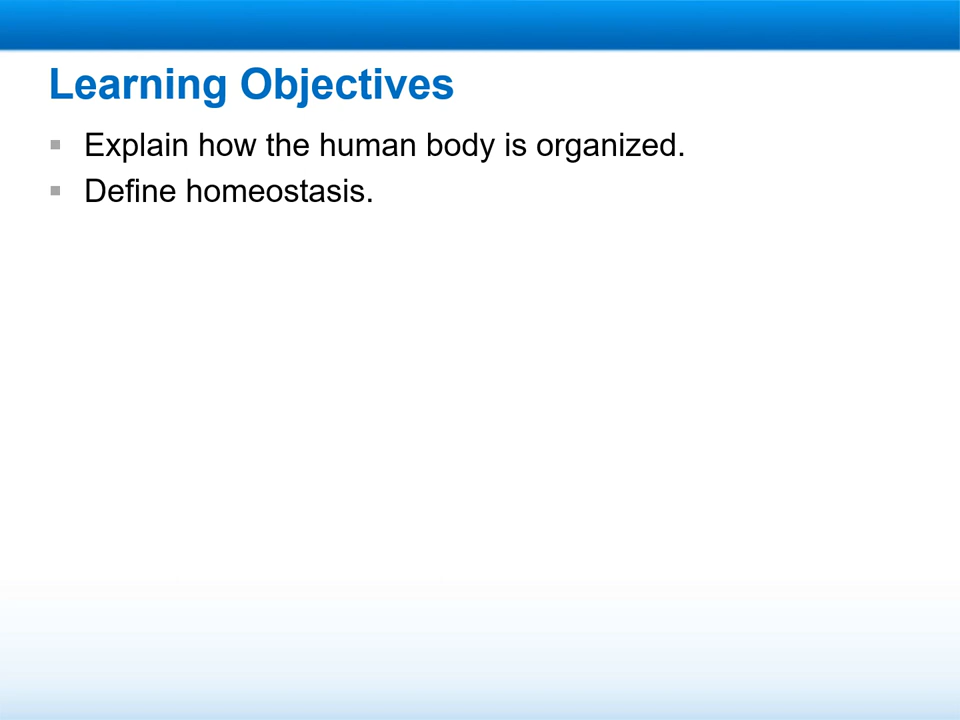 Learning Objectives
Explain how the human body is organized.
Define homeostasis.